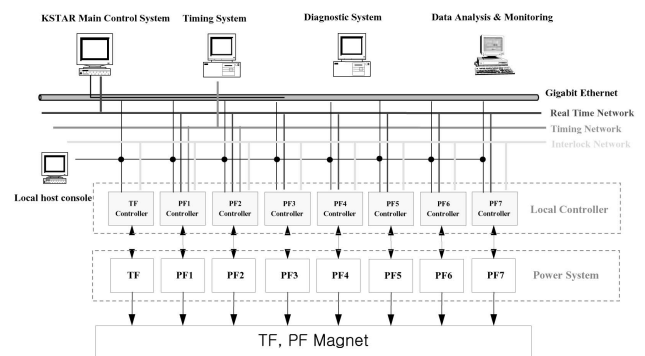 KSTAR Main Control System
Timing System
Diagnostic System
Data Analysis & Monitoring
Gigabit Ethernet
Real Time Network
Timing Network
Interlock Network
Local host console
TF
Controller
PF1
Controller
PF2
Controller
PF3
Controller
PF4
Controller
PF5
Controller
PF6
Controller
PF7
Controller
Local Controller
TF
PF1
PF2
PF3
PF4
PF5
PF6
PF7
Power System
TF, PF Magnet